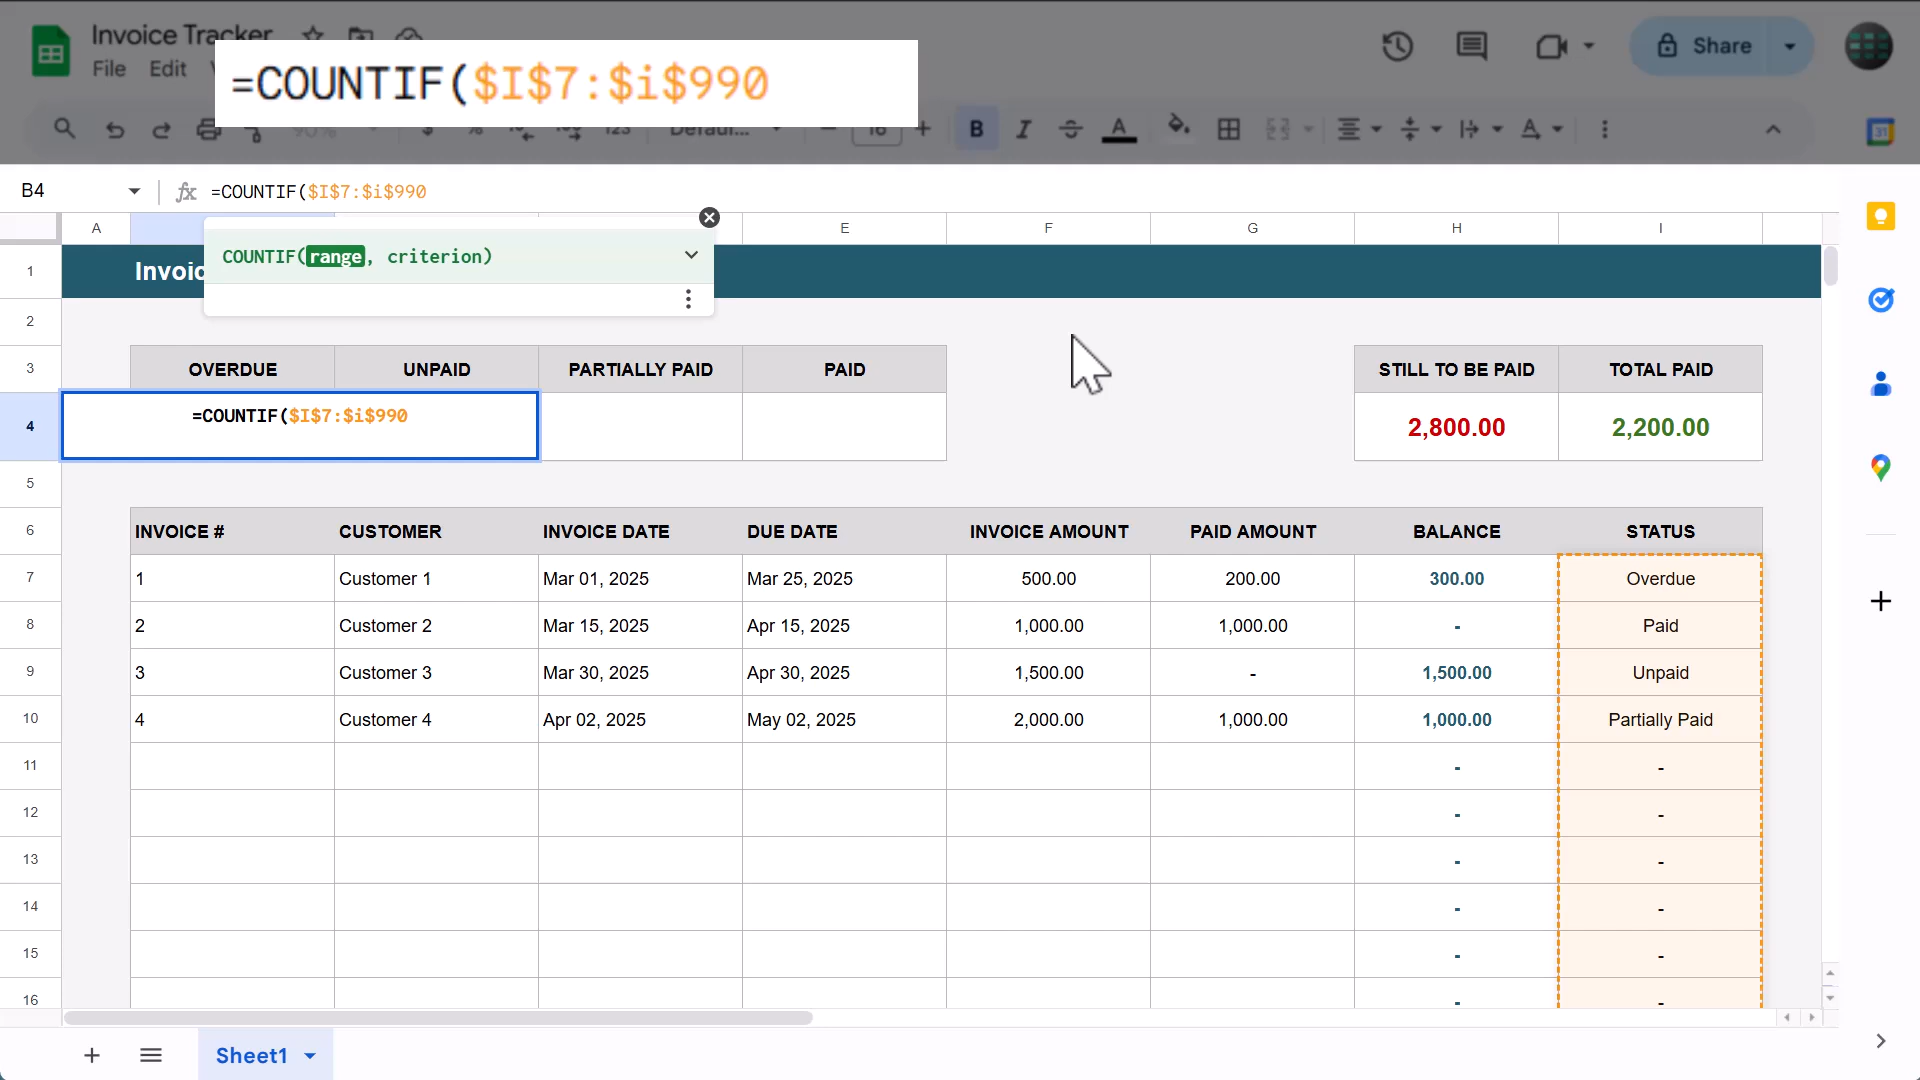 Invoice Tracker
File Edit
Share
=COUNTIF($I$7:$i$990
90% $ % 123 Defaul... 16 B I A
31
B4 fx =COUNTIF($I$7:$i$990
A E F G H I
COUNTIF(range, criterion)
1 Invoic
2
3 OVERDUE UNPAID PARTIALLY PAID PAID STILL TO BE PAID TOTAL PAID
4 =COUNTIF($I$7:$i$990 2,800.00 2,200.00
5
6 INVOICE # CUSTOMER INVOICE DATE DUE DATE INVOICE AMOUNT PAID AMOUNT BALANCE STATUS
7 1 Customer 1 Mar 01, 2025 Mar 25, 2025 500.00 200.00 300.00 Overdue
8 2 Customer 2 Mar 15, 2025 Apr 15, 2025 1,000.00 1,000.00 - Paid
9 3 Customer 3 Mar 30, 2025 Apr 30, 2025 1,500.00 - 1,500.00 Unpaid
10 4 Customer 4 Apr 02, 2025 May 02, 2025 2,000.00 1,000.00 1,000.00 Partially Paid
11 - -
12 - -
13 - -
14 - -
15 - -
16 - -
Sheet1